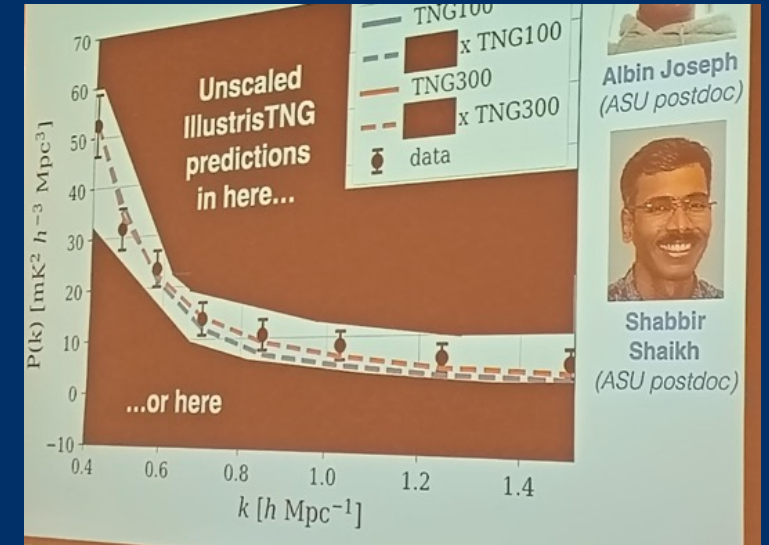 TNG100
x TNG100
TNG300
x TNG300
data
Unscaled
IllustrisTNG
predictions
in here...
...or here
70
60
50
40
30
20
10
0
−10
P(k) [mK² h⁻³ Mpc³]
0.4
0.6
0.8
1.0
1.2
1.4
k [h Mpc⁻¹]
Albin Joseph
(ASU postdoc)
Shabbir
Shaikh
(ASU postdoc)